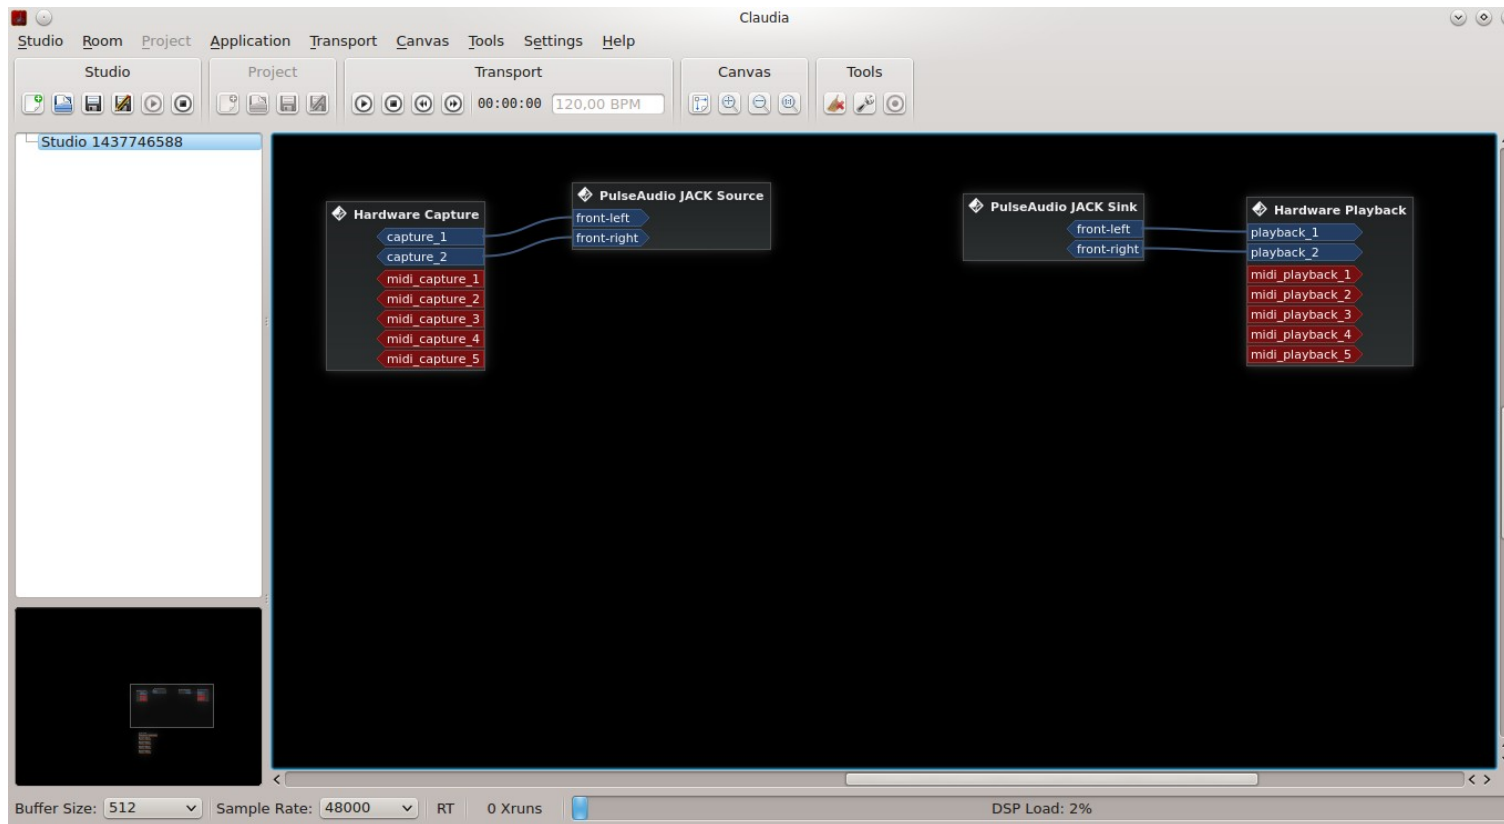 Claudia
Studio Room Project Application Transport Canvas Tools Settings Help
Studio Project Transport Canvas Tools
00:00:00 120,00 BPM
Studio 1437746588
Hardware Capture
capture_1
capture_2
midi_capture_1
midi_capture_2
midi_capture_3
midi_capture_4
midi_capture_5
PulseAudio JACK Source
front-left
front-right
PulseAudio JACK Sink
front-left
front-right
Hardware Playback
playback_1
playback_2
midi_playback_1
midi_playback_2
midi_playback_3
midi_playback_4
midi_playback_5
Buffer Size: 512 Sample Rate: 48000 RT 0 Xruns DSP Load: 2%